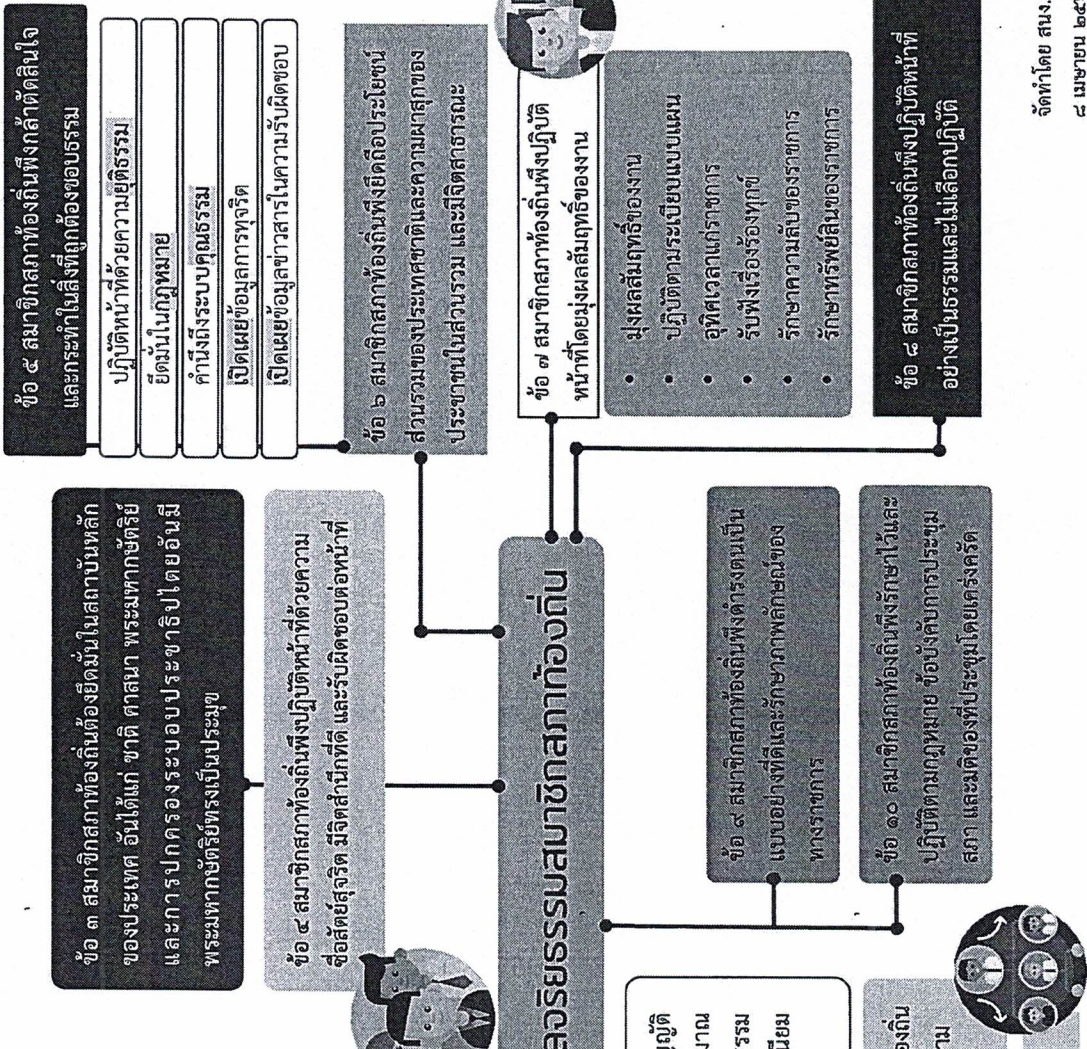 ข้อ ๓ สมาชิกสภาท้องถิ่นต้องยึดมั่นในสถาบันหลัก
ของประเทศ อันได้แก่ ชาติ ศาสนา พระมหากษัตริย์
และการปกครองระบอบประชาธิปไตยอันมี
พระมหากษัตริย์ทรงเป็นประมุข
ข้อ ๔ สมาชิกสภาท้องถิ่นพึงปฏิบัติหน้าที่ด้วยความ
ซื่อสัตย์สุจริต มีจิตสำนึกที่ดี และรับผิดชอบต่อหน้าที่
ข้อ ๕ สมาชิกสภาท้องถิ่นพึงกล้าตัดสินใจ
และกระทำในสิ่งที่ถูกต้องชอบธรรม
ปฏิบัติหน้าที่ด้วยความยุติธรรม
ยึดมั่นในกฎหมาย
คำนึงถึงระบบคุณธรรม
เปิดเผยข้อมูลการทุจริต
เปิดเผยข้อมูลข่าวสารในความรับผิดชอบ
ข้อ ๖ สมาชิกสภาท้องถิ่นพึงยึดถือประโยชน์
ส่วนรวมของประเทศชาติและความผาสุกของ
ประชาชนในส่วนรวม และมีจิตสาธารณะ
ลจริยธรรมสมาชิกสภาท้องถิ่น
ข้อ ๗ สมาชิกสภาท้องถิ่นพึงปฏิบัติ
หน้าที่โดยมุ่งผลสัมฤทธิ์ของงาน
• มุ่งผลสัมฤทธิ์ของงาน
• ปฏิบัติตามระเบียบแบบแผน
• อุทิศเวลาแก่ราชการ
• รับฟังเรื่องร้องทุกข์
• รักษาความลับของราชการ
• รักษาทรัพย์สินของราชการ
ข้อ ๘ สมาชิกสภาท้องถิ่นพึงปฏิบัติหน้าที่
อย่างเป็นธรรมและไม่เลือกปฏิบัติ
ข้อ ๙ สมาชิกสภาท้องถิ่นพึงดำรงตนเป็น
แบบอย่างที่ดีและรักษาภาพลักษณ์ของ
ทางราชการ
ข้อ ๑๐ สมาชิกสภาท้องถิ่นพึงรักษาไว้และ
ปฏิบัติตามกฎหมาย ข้อบังคับการประชุม
สภา และมติของที่ประชุมโดยเคร่งครัด
ญญัติ
มาณ
รรม
นียม
องถิ่น
าม
จัดทำโดย สนง.
๘ เมษายน ๒๕